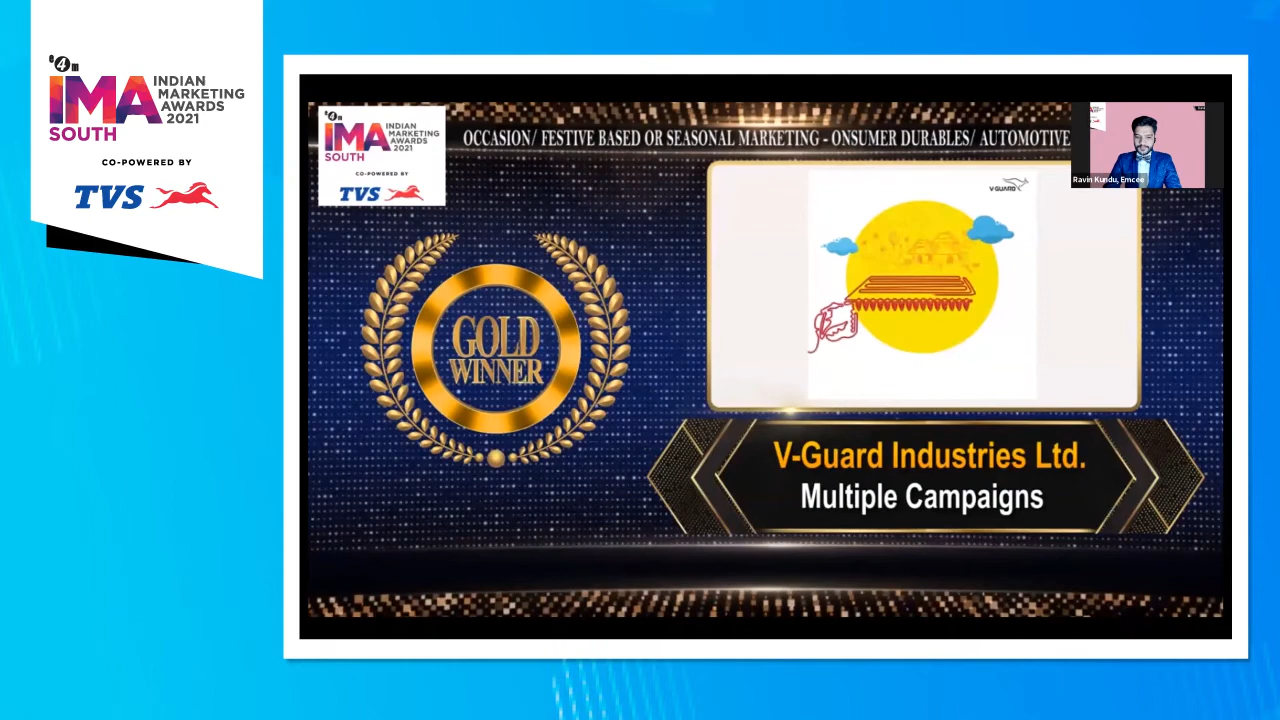 e4m
IMA
INDIAN
MARKETING
AWARDS
2021
SOUTH
CO-POWERED BY
TVS
e4m
IMA
INDIAN
MARKETING
AWARDS
2021
SOUTH
CO-POWERED BY
TVS
OCCASION/ FESTIVE BASED OR SEASONAL MARKETING - ONSUMER DURABLES/ AUTOMOTIVE
Ravin Kundu, Emcee
V-GUARD
GOLD
WINNER
V-Guard Industries Ltd.
Multiple Campaigns